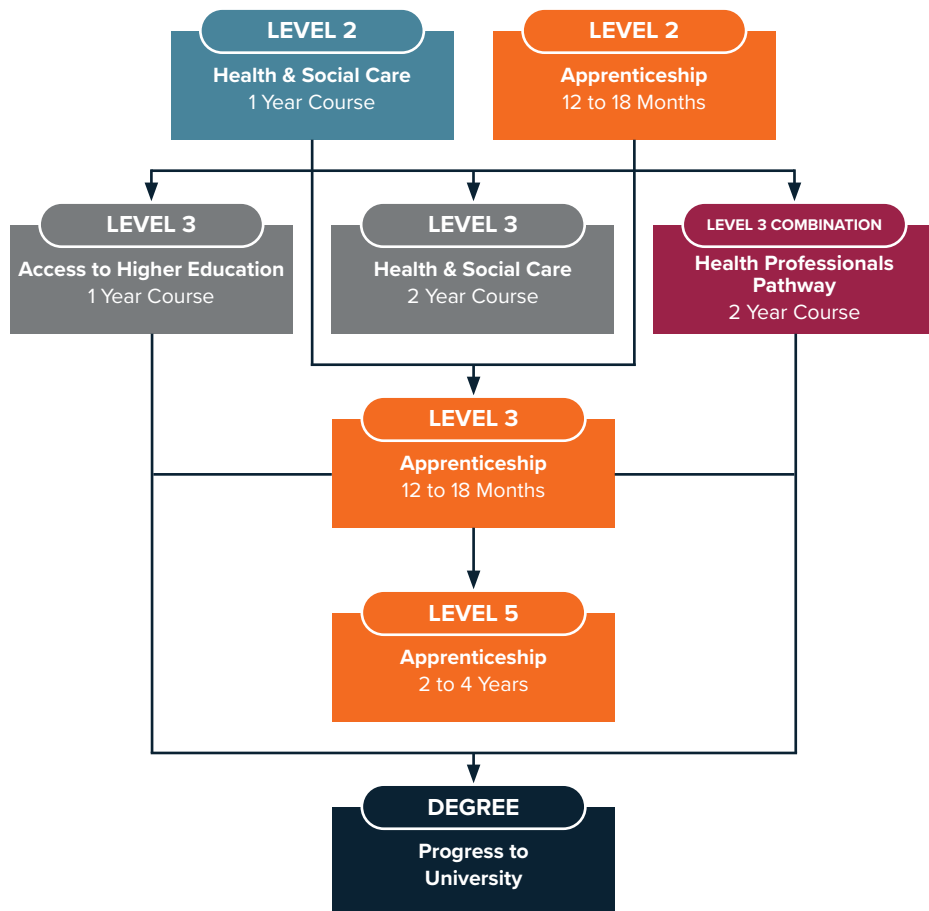 LEVEL 2
Health & Social Care
1 Year Course
LEVEL 2
Apprenticeship
12 to 18 Months
LEVEL 3
Access to Higher Education
1 Year Course
LEVEL 3
Health & Social Care
2 Year Course
LEVEL 3 COMBINATION
Health Professionals
Pathway
2 Year Course
LEVEL 3
Apprenticeship
12 to 18 Months
LEVEL 5
Apprenticeship
2 to 4 Years
DEGREE
Progress to
University